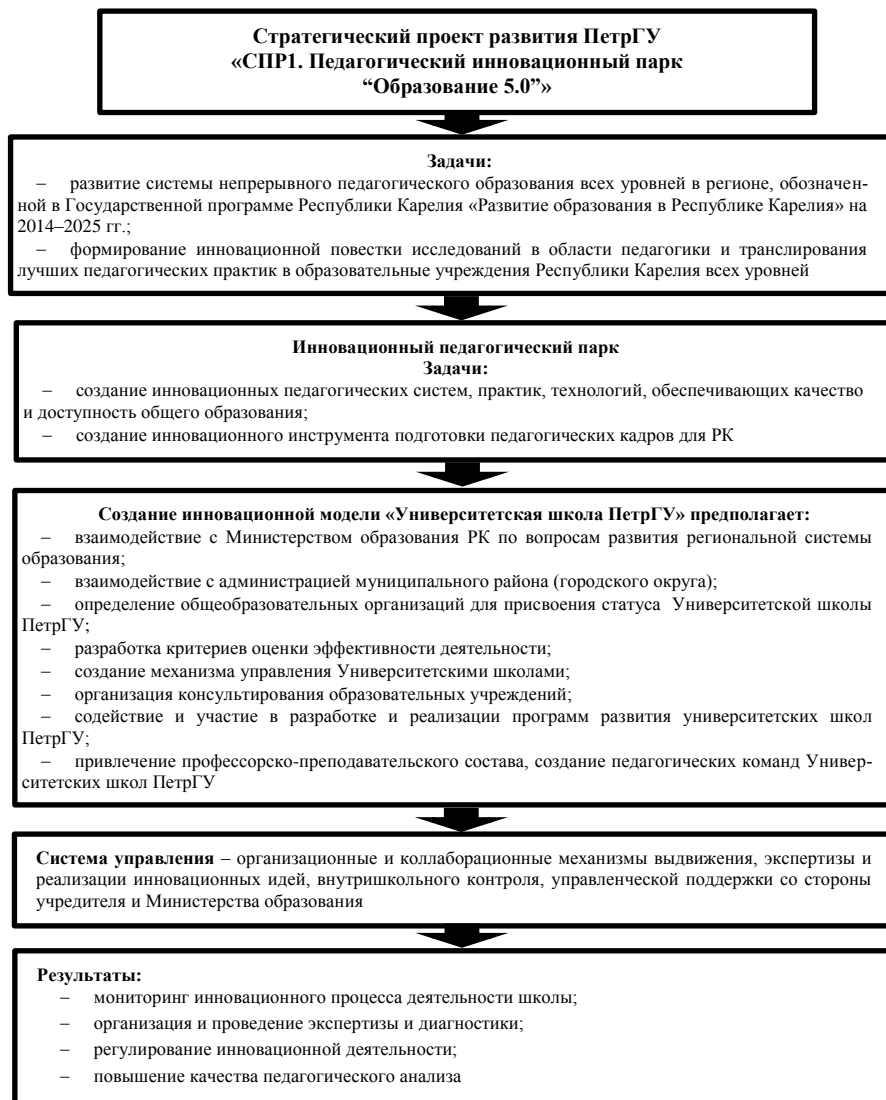 Стратегический проект развития ПетрГУ
«СПР1. Педагогический инновационный парк
“Образование 5.0”»
Задачи:
– развитие системы непрерывного педагогического образования всех уровней в регионе, обозначен-
ной в Государственной программе Республики Карелия «Развитие образования в Республике Карелия» на
2014–2025 гг.;
– формирование инновационной повестки исследований в области педагогики и транслирования
лучших педагогических практик в образовательные учреждения Республики Карелия всех уровней
Инновационный педагогический парк
Задачи:
– создание инновационных педагогических систем, практик, технологий, обеспечивающих качество
и доступность общего образования;
– создание инновационного инструмента подготовки педагогических кадров для РК
Создание инновационной модели «Университетская школа ПетрГУ» предполагает:
– взаимодействие с Министерством образования РК по вопросам развития региональной системы
образования;
– взаимодействие с администрацией муниципального района (городского округа);
– определение общеобразовательных организаций для присвоения статуса Университетской школы
ПетрГУ;
– разработка критериев оценки эффективности деятельности;
– создание механизма управления Университетскими школами;
– организация консультирования образовательных учреждений;
– содействие и участие в разработке и реализации программ развития университетских школ
ПетрГУ;
– привлечение профессорско-преподавательского состава, создание педагогических команд Универ-
ситетских школ ПетрГУ
Система управления – организационные и коллаборационные механизмы выдвижения, экспертизы и
реализации инновационных идей, внутришкольного контроля, управленческой поддержки со стороны
учредителя и Министерства образования
Результаты:
– мониторинг инновационного процесса деятельности школы;
– организация и проведение экспертизы и диагностики;
– регулирование инновационной деятельности;
– повышение качества педагогического анализа